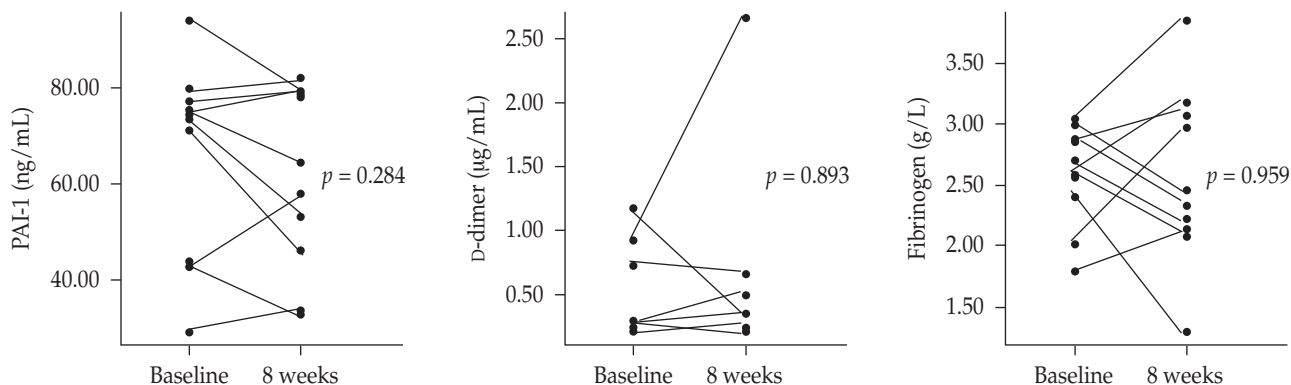 PAI-1 (ng/mL)
80.00
60.00
40.00
p = 0.284
Baseline 8 weeks
D-dimer (µg/mL)
2.50
2.00
1.50
1.00
0.50
p = 0.893
Baseline 8 weeks
Fibrinogen (g/L)
3.50
3.00
2.50
2.00
1.50
p = 0.959
Baseline 8 weeks